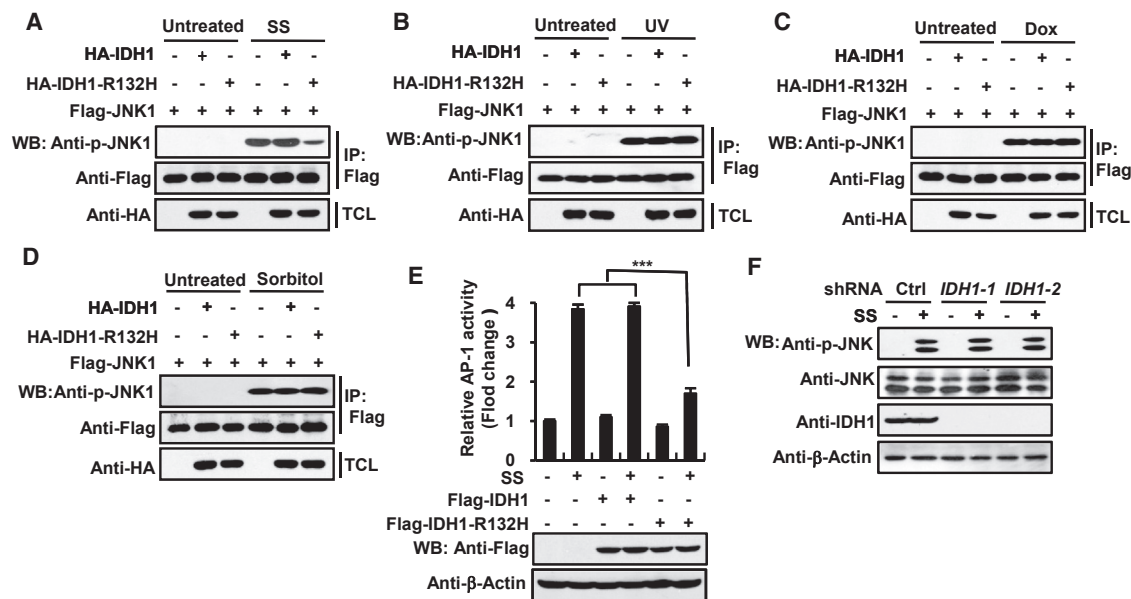 A
Untreated SS
HA-IDH1 - + - - + -
HA-IDH1-R132H - - + - - +
Flag-JNK1 + + + + + +
WB: Anti-p-JNK1
Anti-Flag
IP: Flag
Anti-HA TCL
B
Untreated UV
HA-IDH1 - + - - + -
HA-IDH1-R132H - - + - - +
Flag-JNK1 + + + + + +
WB:Anti-p-JNK1
Anti-Flag
IP: Flag
Anti-HA TCL
C
Untreated Dox
HA-IDH1 - + - - + -
HA-IDH1-R132H - - + - - +
Flag-JNK1 + + + + + +
WB:Anti-p-JNK1
Anti-Flag
IP: Flag
Anti-HA TCL
D
Untreated Sorbitol
HA-IDH1 - + - - + -
HA-IDH1-R132H - - + - - +
Flag-JNK1 + + + + + +
WB:Anti-p-JNK1
Anti-Flag
IP: Flag
Anti-HA TCL
E
***
Relative AP-1 activity
(Flod change)
4
3
2
1
0
SS - + - + - +
Flag-IDH1 - - + + - -
Flag-IDH1-R132H - - - - + +
WB: Anti-Flag
Anti-β-Actin
F
shRNA Ctrl IDH1-1 IDH1-2
SS - + - + - +
WB:Anti-p-JNK
Anti-JNK
Anti-IDH1
Anti-β-Actin